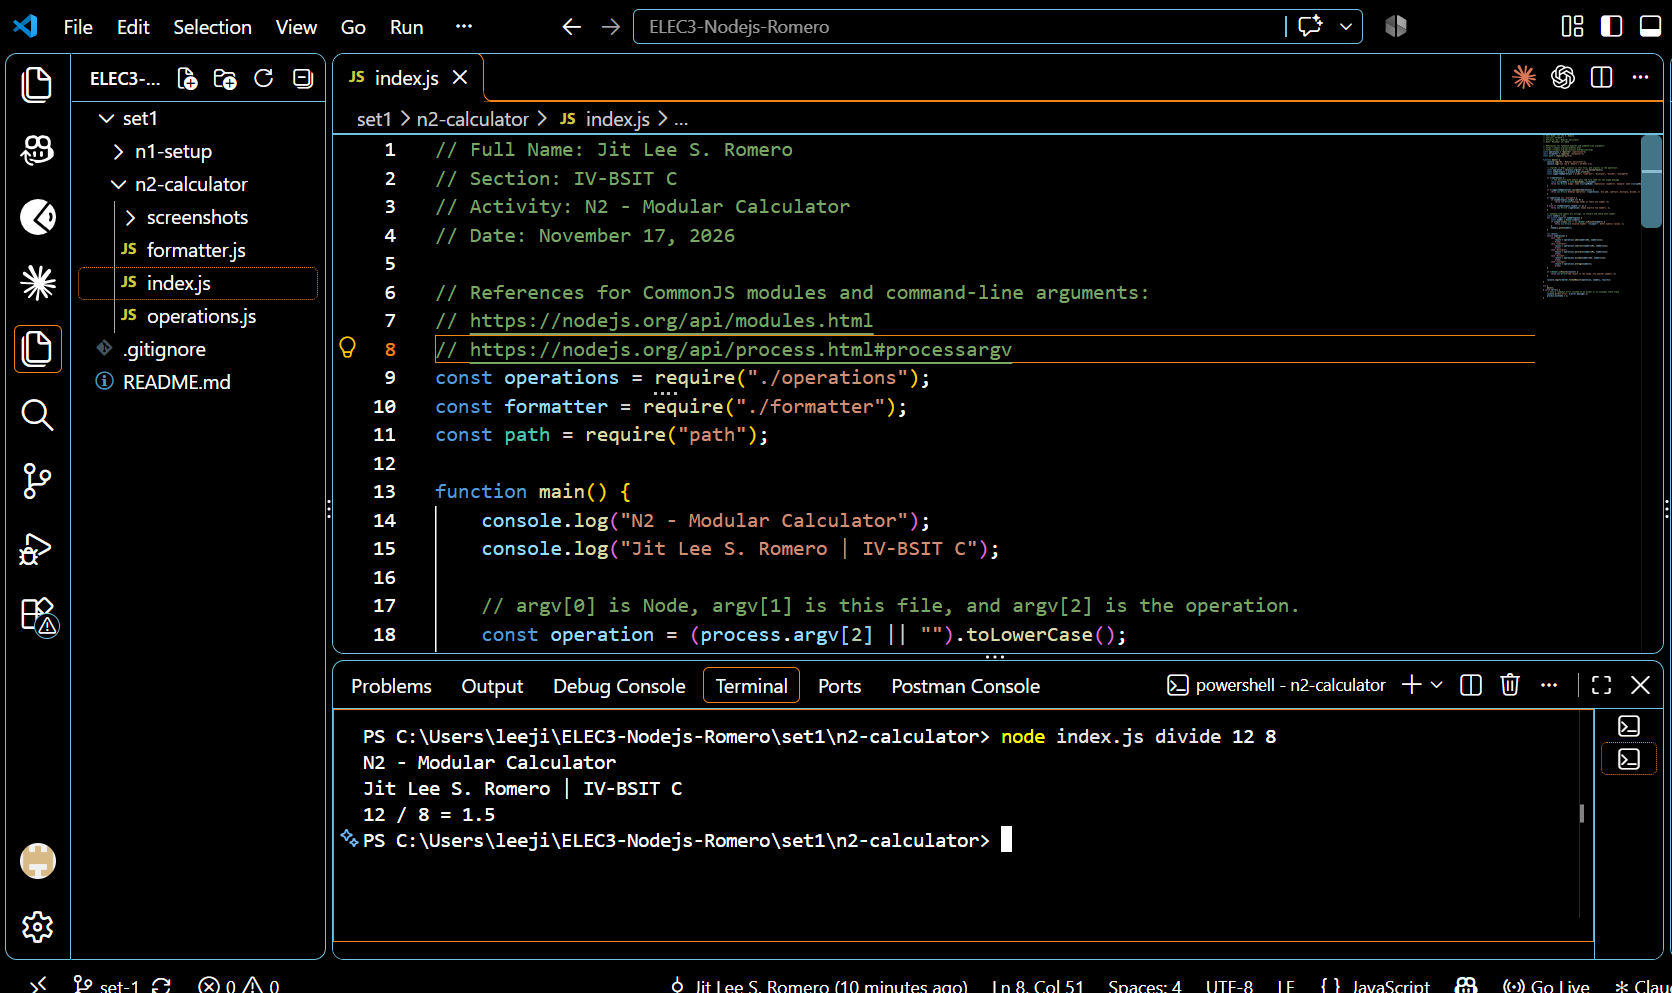 File Edit Selection View Go Run ···
ELEC3-Nodejs-Romero
ELEC3-...
JS index.js
set1
n1-setup
n2-calculator
screenshots
JS formatter.js
JS index.js
JS operations.js
.gitignore
README.md
set1 > n2-calculator > JS index.js > ...
1 // Full Name: Jit Lee S. Romero
2 // Section: IV-BSIT C
3 // Activity: N2 - Modular Calculator
4 // Date: November 17, 2026
5
6 // References for CommonJS modules and command-line arguments:
7 // https://nodejs.org/api/modules.html
8 // https://nodejs.org/api/process.html#processargv
9 const operations = require("./operations");
10 const formatter = require("./formatter");
11 const path = require("path");
12
13 function main() {
14 console.log("N2 - Modular Calculator");
15 console.log("Jit Lee S. Romero | IV-BSIT C");
16
17 // argv[0] is Node, argv[1] is this file, and argv[2] is the operation.
18 const operation = (process.argv[2] || "").toLowerCase();
Problems Output Debug Console Terminal Ports Postman Console
powershell - n2-calculator
PS C:\Users\leeji\ELEC3-Nodejs-Romero\set1\n2-calculator> node index.js divide 12 8
N2 - Modular Calculator
Jit Lee S. Romero | IV-BSIT C
12 / 8 = 1.5
PS C:\Users\leeji\ELEC3-Nodejs-Romero\set1\n2-calculator>
set-1 0 0 Jit Lee S. Romero (10 minutes ago) Ln 8, Col 51 Spaces: 4 UTF-8 LF {} JavaScript Go Live Clau